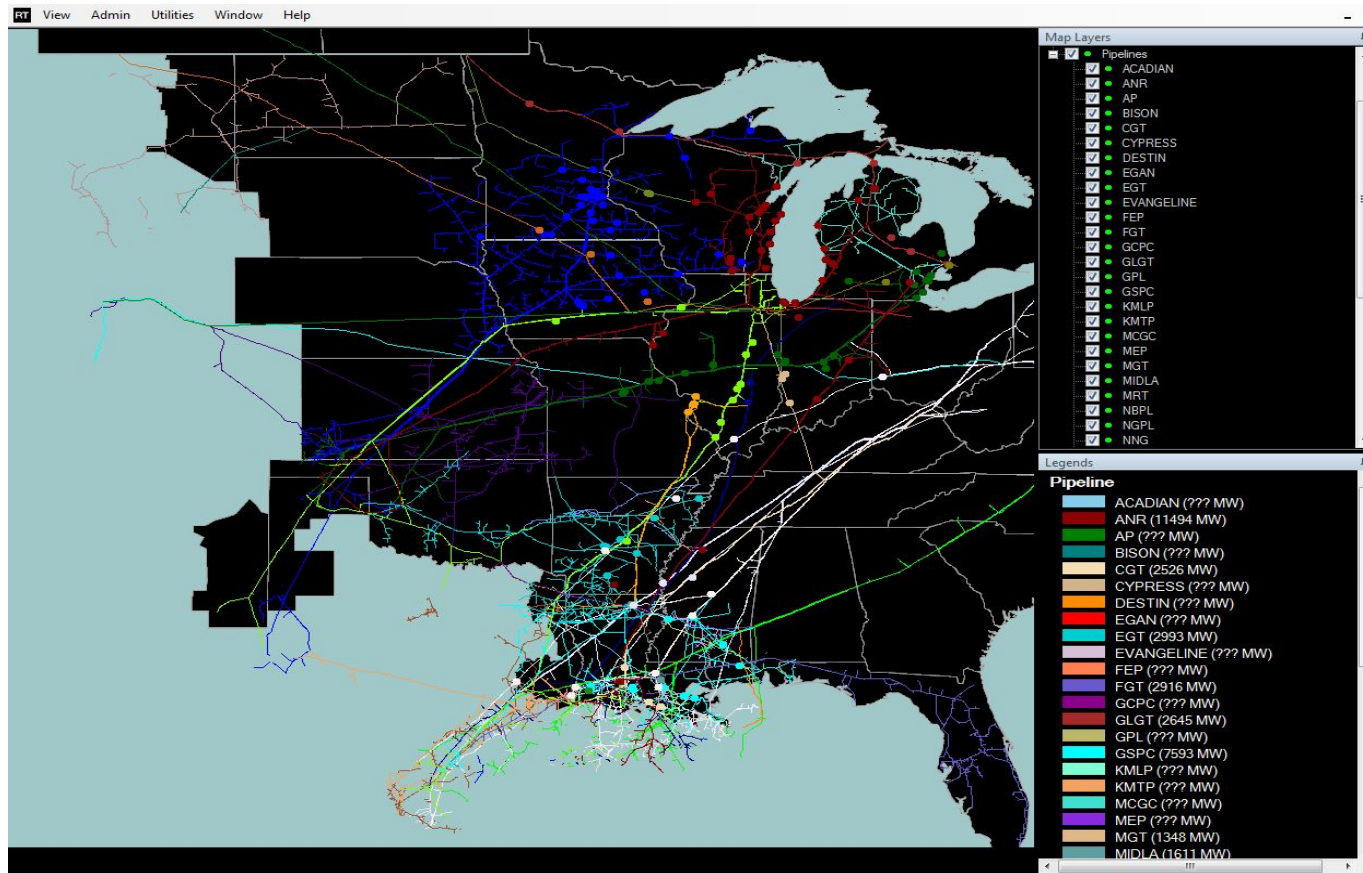 RT View Admin Utilities Window Help
Map Layers
Pipelines
ACADIAN
ANR
AP
BISON
CGT
CYPRESS
DESTIN
EGAN
EGT
EVANGELINE
FEP
FGT
GCPC
GLGT
GPL
GSPC
KMLP
KMTP
MCGC
MEP
MGT
MIDLA
MRT
NBPL
NGPL
NNG
Legends
Pipeline
ACADIAN (??? MW)
ANR (11494 MW)
AP (??? MW)
BISON (??? MW)
CGT (2526 MW)
CYPRESS (??? MW)
DESTIN (??? MW)
EGAN (??? MW)
EGT (2993 MW)
EVANGELINE (??? MW)
FEP (??? MW)
FGT (2916 MW)
GCPC (??? MW)
GLGT (2645 MW)
GPL (??? MW)
GSPC (7593 MW)
KMLP (??? MW)
KMTP (??? MW)
MCGC (??? MW)
MEP (??? MW)
MGT (1348 MW)
MIDLA (1611 MW)